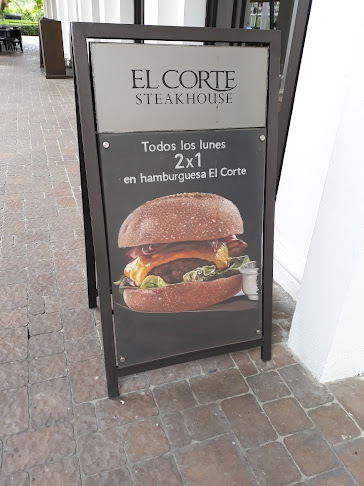 EL CORTE
STEAKHOUSE
Todos los lunes
2x1
en hamburguesa El Corte